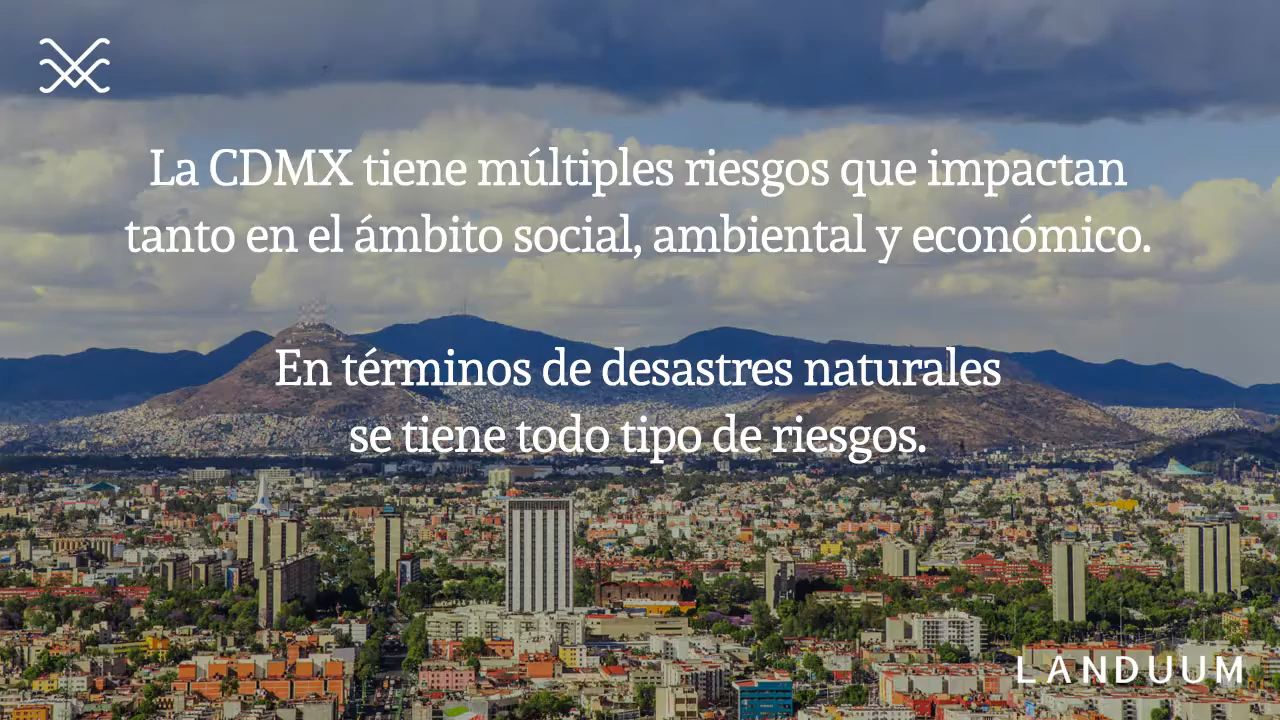 La CDMX tiene múltiples riesgos que impactan
tanto en el ámbito social, ambiental y económico.
En términos de desastres naturales
se tiene todo tipo de riesgos.
LANDUUM